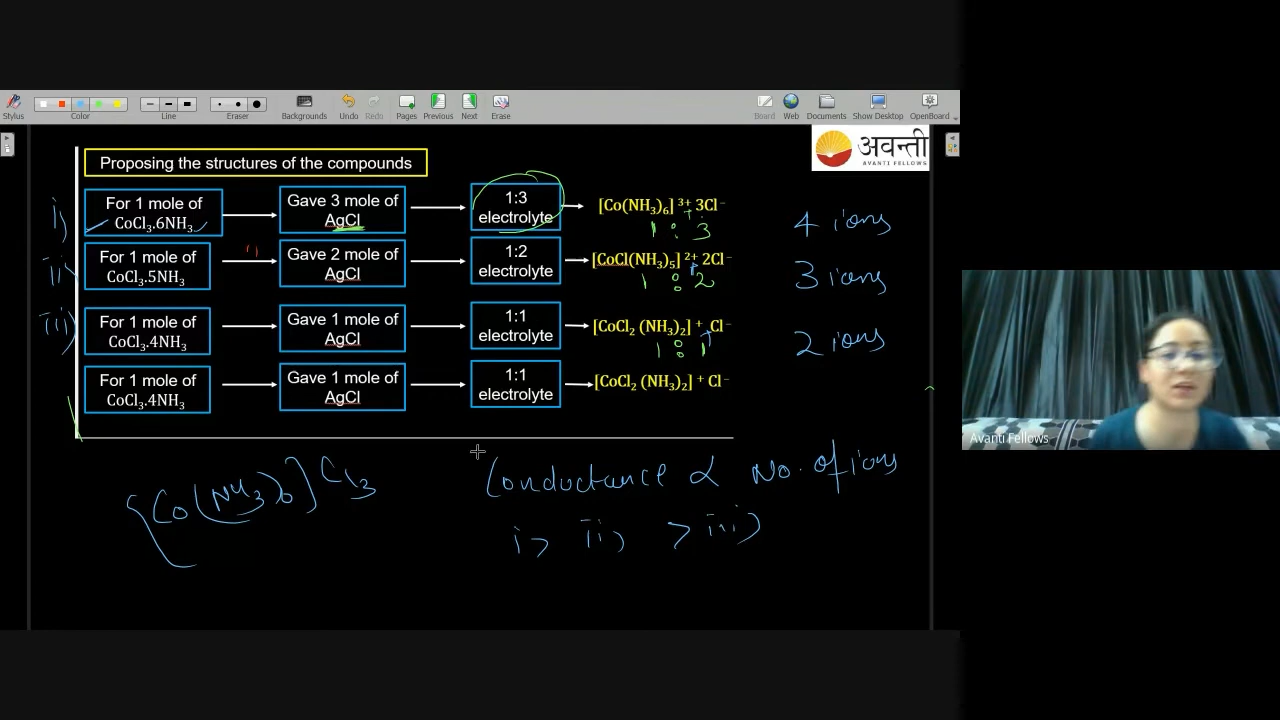 Stylus
Color
Line
Eraser
Backgrounds
Undo
Redo
Pages
Previous
Next
Erase
Board
Web
Documents
Show Desktop
OpenBoard
अवन्ती
AVANTI FELLOWS
Proposing the structures of the compounds
i)
For 1 mole of
CoCl₃.6NH₃
Gave 3 mole of
AgCl
1:3
electrolyte
[Co(NH₃)₆] ³⁺ 3Cl⁻
+
1 : 3
4 ions
ii)
For 1 mole of
CoCl₃.5NH₃
Gave 2 mole of
AgCl
1:2
electrolyte
[CoCl(NH₃)₅] ²⁺ 2Cl⁻
+
1 : 2
3 ions
iii)
For 1 mole of
CoCl₃.4NH₃
Gave 1 mole of
AgCl
1:1
electrolyte
[CoCl₂ (NH₃)₂] ⁺ Cl⁻
+
1 : 1
2 ions
For 1 mole of
CoCl₃.4NH₃
Gave 1 mole of
AgCl
1:1
electrolyte
[CoCl₂ (NH₃)₂] ⁺ Cl⁻
[Co(NH₃)₆]Cl₃
Conductance ∝ No. of ions
i > ii) > iii)
Avanti Fellows